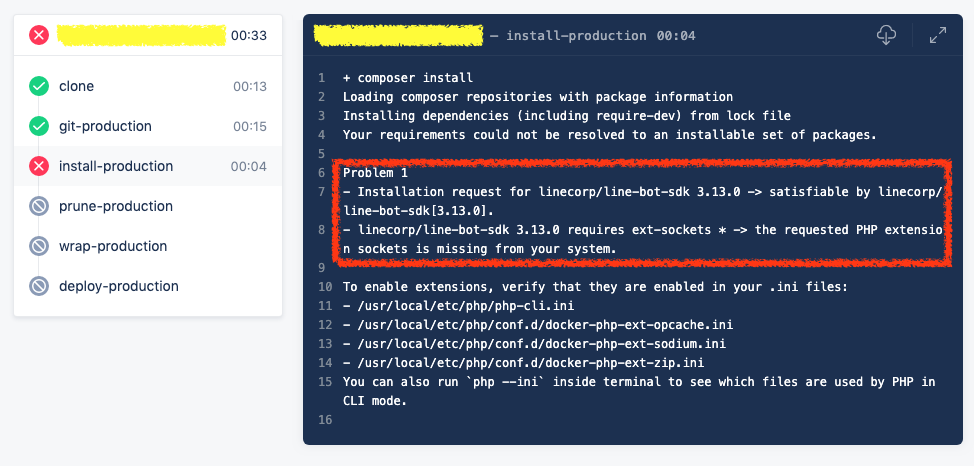 00:33
clone 00:13
git-production 00:15
install-production 00:04
prune-production
wrap-production
deploy-production
— install-production 00:04
1 + composer install
2 Loading composer repositories with package information
3 Installing dependencies (including require-dev) from lock file
4 Your requirements could not be resolved to an installable set of packages.
5
6 Problem 1
7 - Installation request for linecorp/line-bot-sdk 3.13.0 -> satisfiable by linecorp/
line-bot-sdk[3.13.0].
8 - linecorp/line-bot-sdk 3.13.0 requires ext-sockets * -> the requested PHP extensio
n sockets is missing from your system.
9
10 To enable extensions, verify that they are enabled in your .ini files:
11 - /usr/local/etc/php/php-cli.ini
12 - /usr/local/etc/php/conf.d/docker-php-ext-opcache.ini
13 - /usr/local/etc/php/conf.d/docker-php-ext-sodium.ini
14 - /usr/local/etc/php/conf.d/docker-php-ext-zip.ini
15 You can also run `php --ini` inside terminal to see which files are used by PHP in
CLI mode.
16